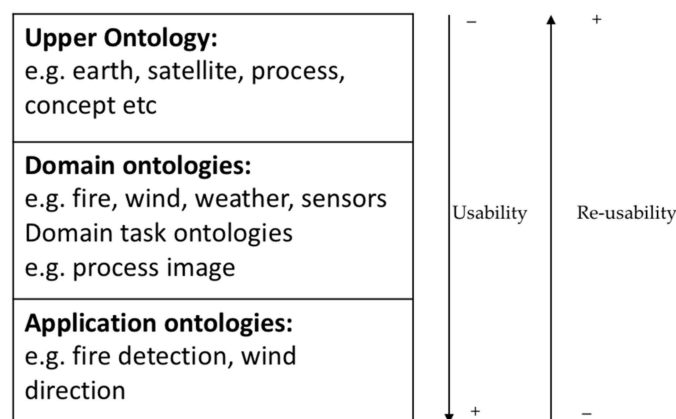 Upper Ontology:
e.g. earth, satellite, process,
concept etc
Domain ontologies:
e.g. fire, wind, weather, sensors
Domain task ontologies
e.g. process image
Application ontologies:
e.g. fire detection, wind
direction
– +
Usability Re-usability
+ –